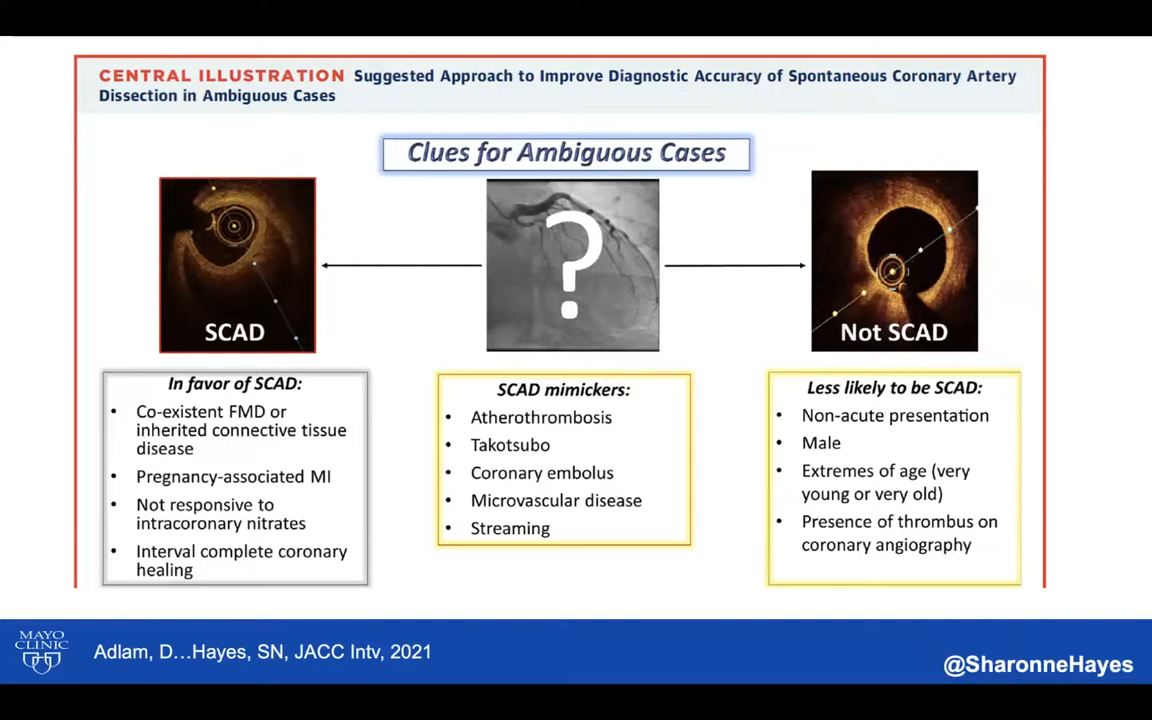 CENTRAL ILLUSTRATION Suggested Approach to Improve Diagnostic Accuracy of Spontaneous Coronary Artery
Dissection in Ambiguous Cases
Clues for Ambiguous Cases
SCAD
?
Not SCAD
In favor of SCAD:
• Co-existent FMD or
inherited connective tissue
disease
• Pregnancy-associated MI
• Not responsive to
intracoronary nitrates
• Interval complete coronary
healing
SCAD mimickers:
• Atherothrombosis
• Takotsubo
• Coronary embolus
• Microvascular disease
• Streaming
Less likely to be SCAD:
• Non-acute presentation
• Male
• Extremes of age (very
young or very old)
• Presence of thrombus on
coronary angiography
MAYO
CLINIC
Adlam, D...Hayes, SN, JACC Intv, 2021
@SharonneHayes